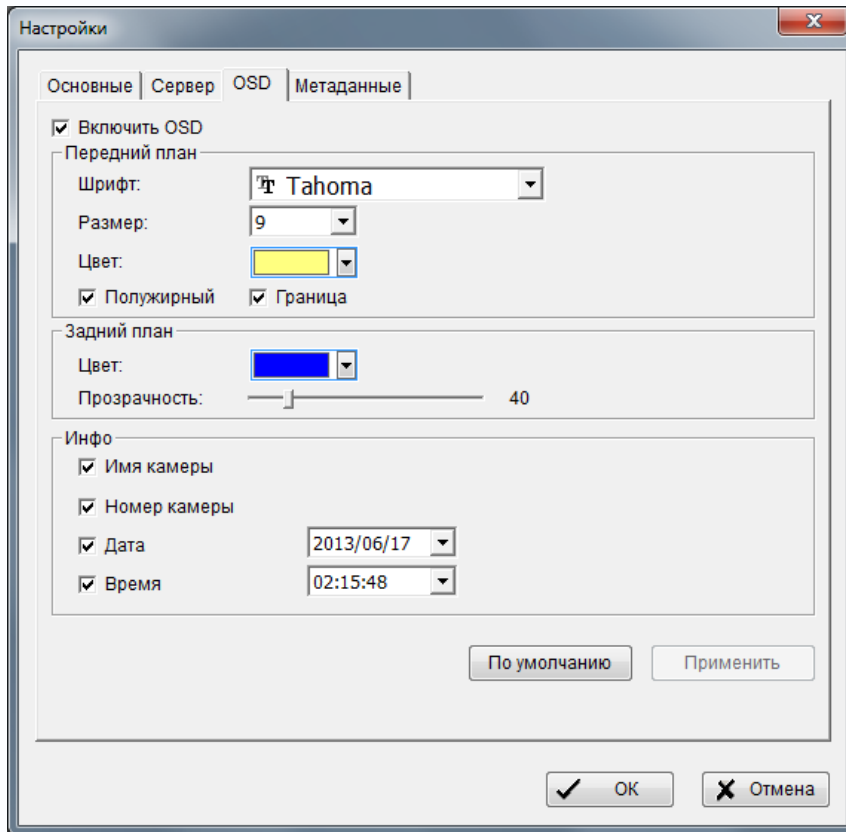 Настройки
Основные Сервер OSD Метаданные
Включить OSD
Передний план
Шрифт: Tahoma
Размер: 9
Цвет:
Полужирный Граница
Задний план
Цвет:
Прозрачность: 40
Инфо
Имя камеры
Номер камеры
Дата 2013/06/17
Время 02:15:48
По умолчанию Применить
ОК Отмена